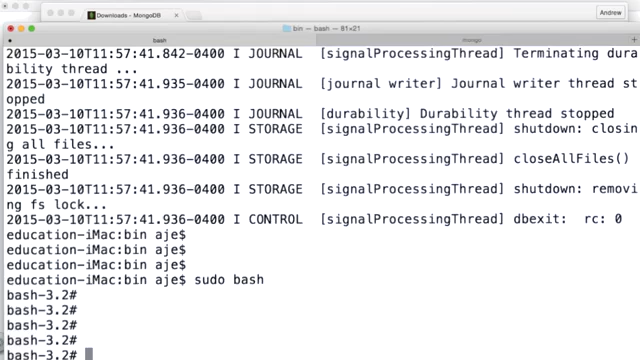 Downloads - MongoDB
Andrew
bin — bash — 81×21
bash
mongo
2015-03-10T11:57:41.842-0400 I JOURNAL  [signalProcessingThread] Terminating dura
bility thread ...
2015-03-10T11:57:41.935-0400 I JOURNAL  [journal writer] Journal writer thread st
opped
2015-03-10T11:57:41.936-0400 I JOURNAL  [durability] Durability thread stopped
2015-03-10T11:57:41.936-0400 I STORAGE  [signalProcessingThread] shutdown: closin
g all files...
2015-03-10T11:57:41.936-0400 I STORAGE  [signalProcessingThread] closeAllFiles()
finished
2015-03-10T11:57:41.936-0400 I STORAGE  [signalProcessingThread] shutdown: removi
ng fs lock...
2015-03-10T11:57:41.936-0400 I CONTROL  [signalProcessingThread] dbexit:  rc: 0
education-iMac:bin aje$
education-iMac:bin aje$
education-iMac:bin aje$
education-iMac:bin aje$ sudo bash
bash-3.2#
bash-3.2#
bash-3.2#
bash-3.2#
bash-3.2#